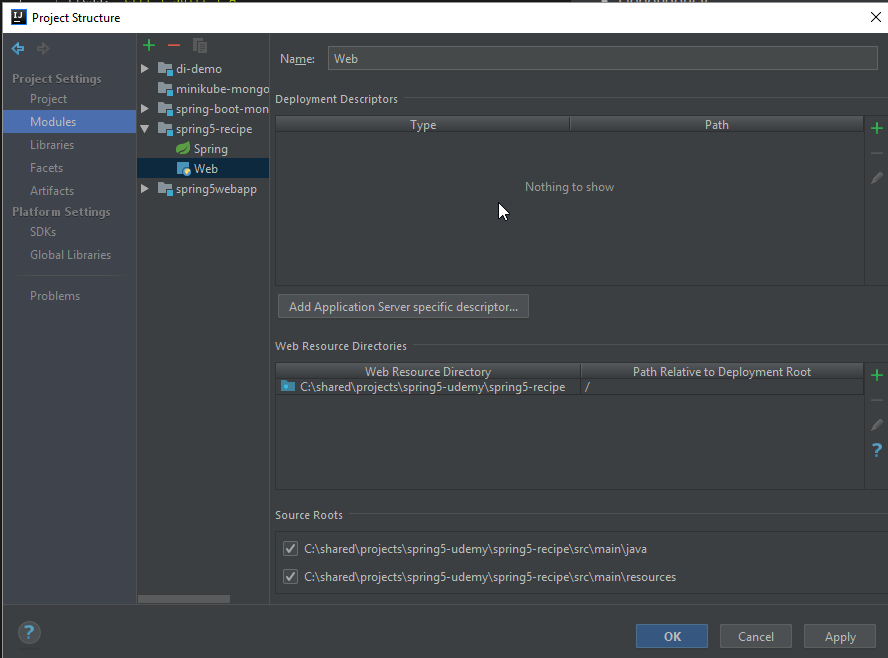 Project Structure
Project Settings
Project
Modules
Libraries
Facets
Artifacts
Platform Settings
SDKs
Global Libraries
Problems
di-demo
minikube-mongo
spring-boot-mon
spring5-recipe
Spring
Web
spring5webapp
Name: Web
Deployment Descriptors
Type Path
Nothing to show
Add Application Server specific descriptor...
Web Resource Directories
Web Resource Directory Path Relative to Deployment Root
C:\shared\projects\spring5-udemy\spring5-recipe /
Source Roots
C:\shared\projects\spring5-udemy\spring5-recipe\src\main\java
C:\shared\projects\spring5-udemy\spring5-recipe\src\main\resources
? OK Cancel Apply